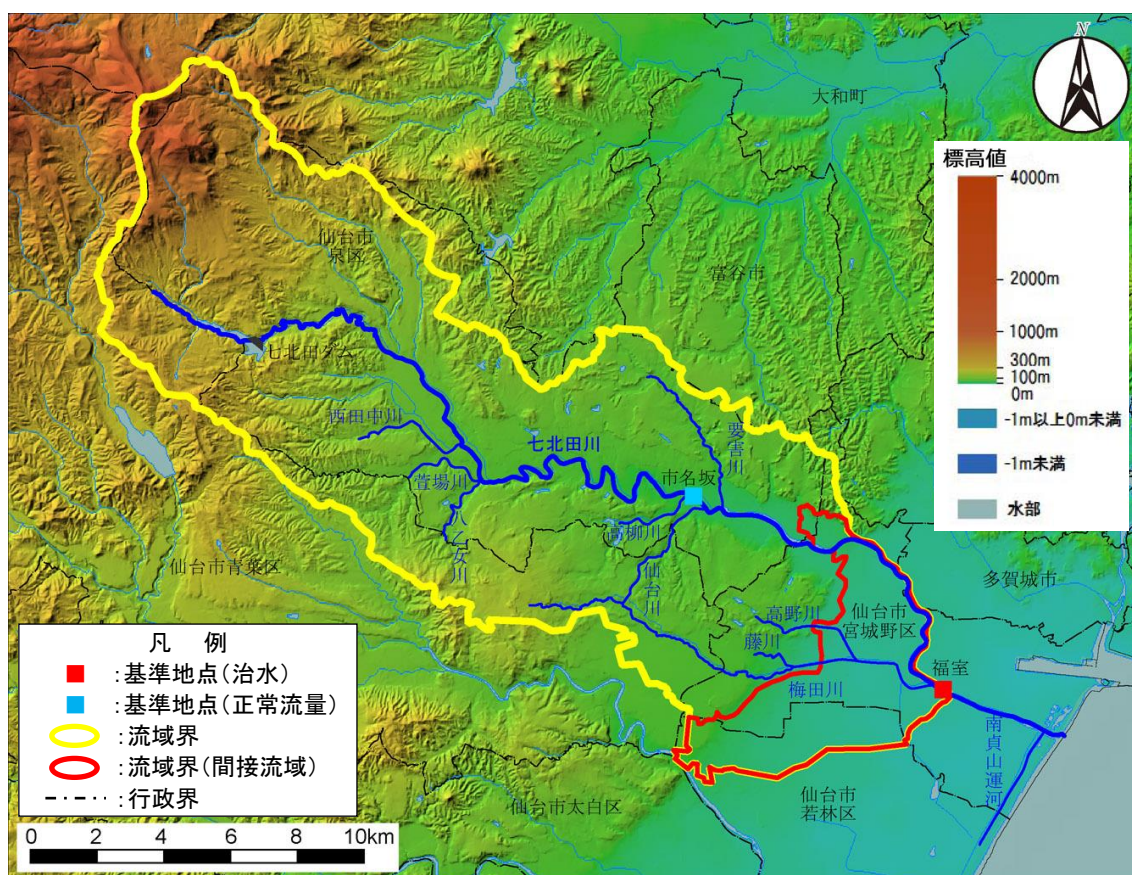 N
大和町
標高値
4000m
2000m
1000m
300m
100m
0m
-1m以上0m未満
-1m未満
水部
仙台市
泉区
富谷市
七北田ダム
西田中川
要害川
七北田川
市名坂
萱場川
八乙女川
高柳川
仙台川
仙台市青葉区
多賀城市
高野川
仙台市
宮城野区
藤川
福室
梅田川
南貞山運河
仙台市太白区
仙台市
若林区
凡 例
:基準地点(治水)
:基準地点(正常流量)
:流域界
:流域界(間接流域)
:行政界
0 2 4 6 8 10km